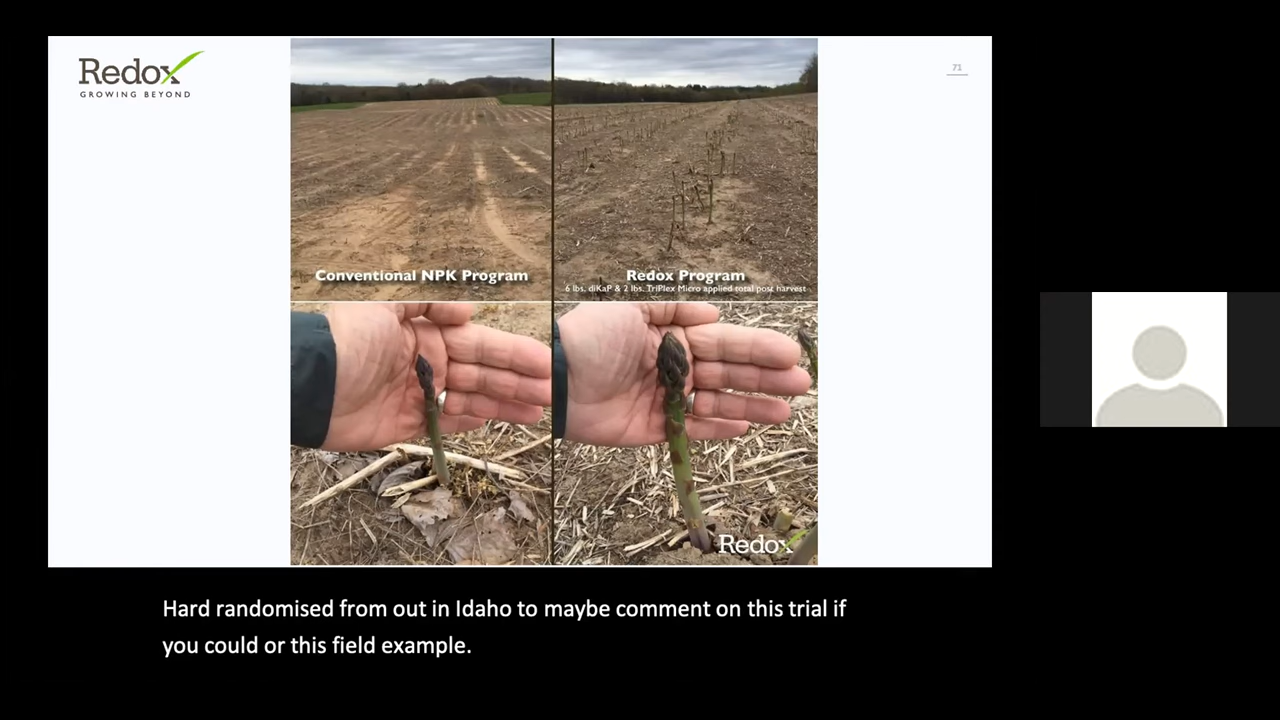 Redox
GROWING BEYOND
71
Conventional NPK Program
Redox Program
6 lbs. diKaP & 2 lbs. TriPlex Micro applied total post harvest
Redox
Hard randomised from out in Idaho to maybe comment on this trial if
you could or this field example.